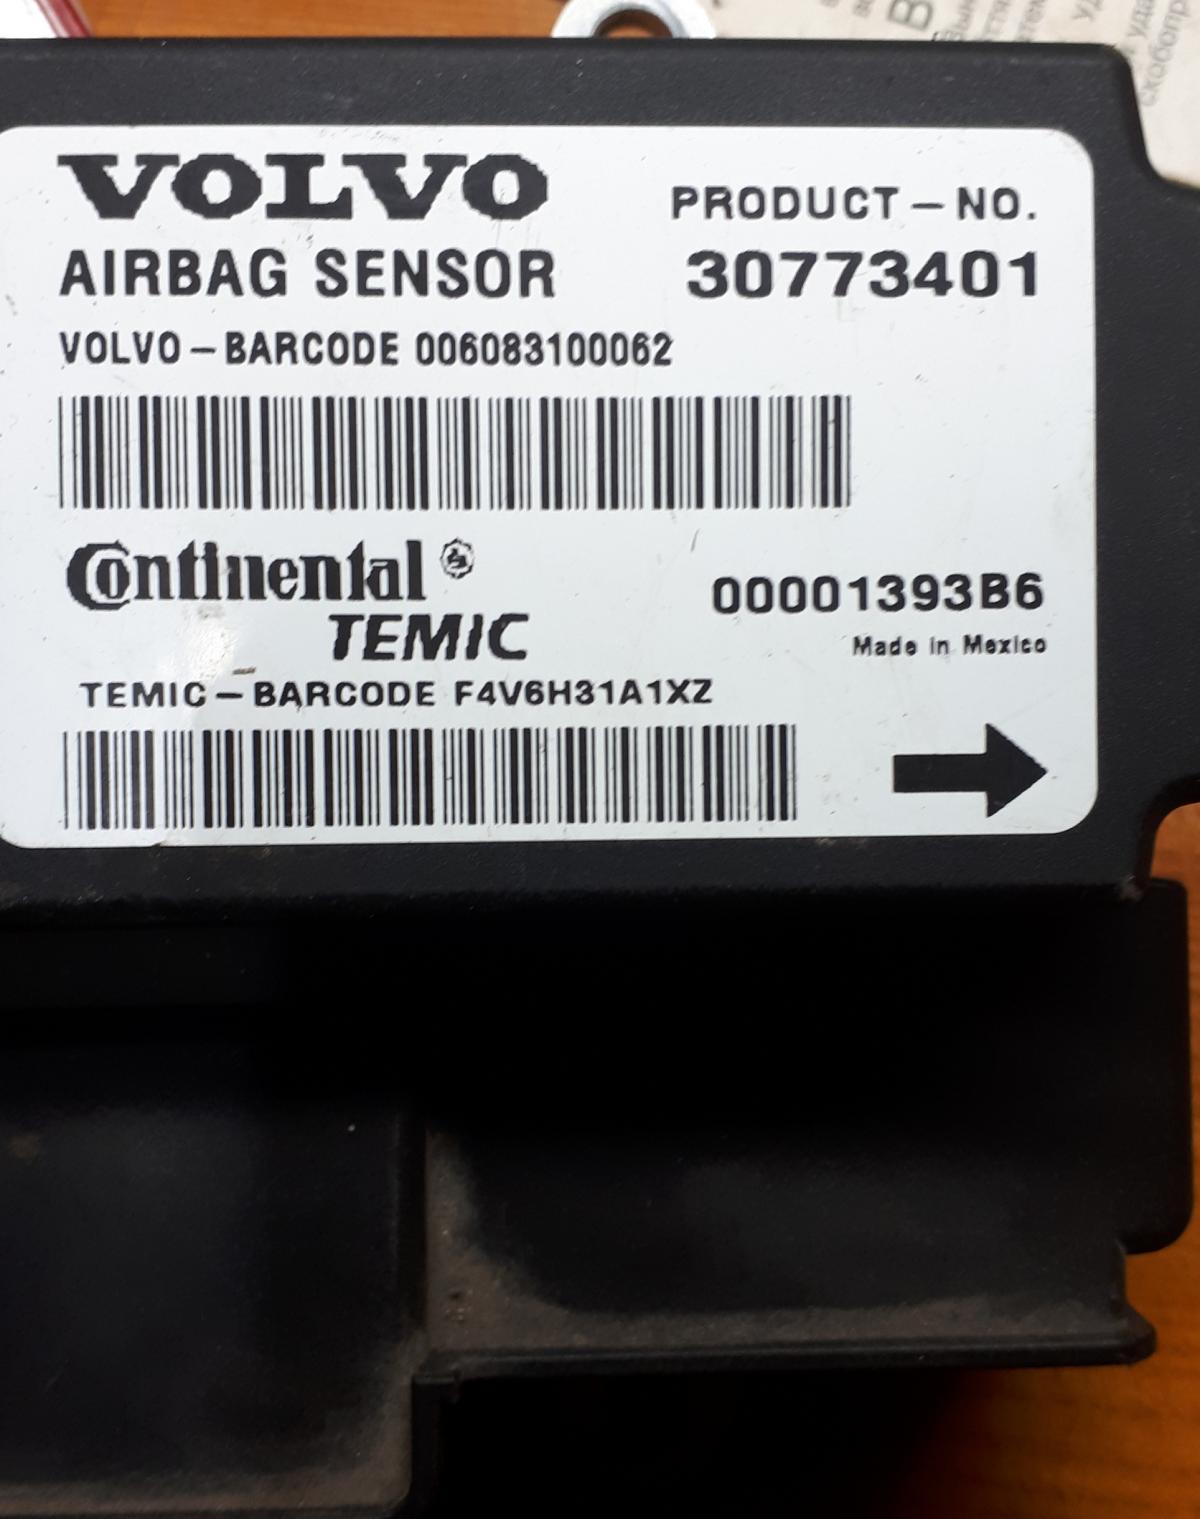 VOLVO
PRODUCT – NO.
AIRBAG SENSOR
30773401
VOLVO – BARCODE 006083100062
Continental®
TEMIC
00001393B6
Made in Mexico
TEMIC – BARCODE F4V6H31A1XZ